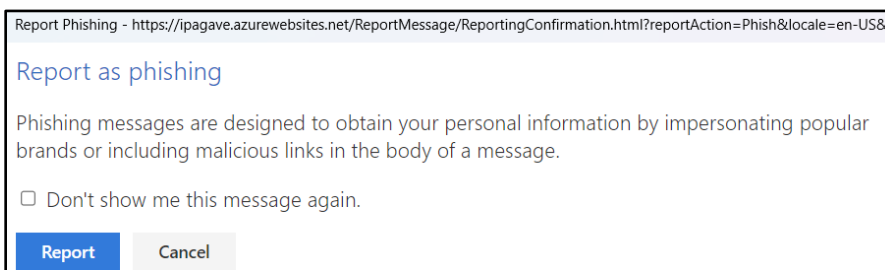 Report Phishing - https://ipagave.azurewebsites.net/ReportMessage/ReportingConfirmation.html?reportAction=Phish&locale=en-US&
Report as phishing
Phishing messages are designed to obtain your personal information by impersonating popular
brands or including malicious links in the body of a message.
Don't show me this message again.
Report Cancel